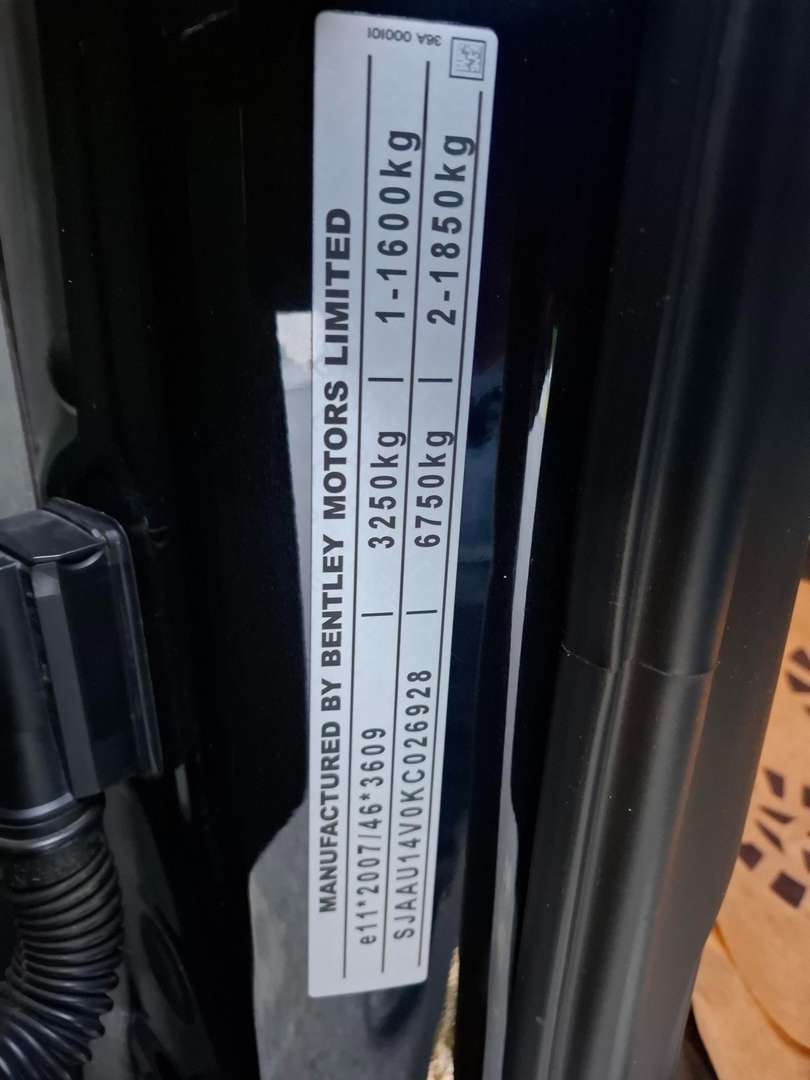 MANUFACTURED BY BENTLEY MOTORS LIMITED
e11*2007/46*3609 | 3250kg | 1-1600kg
SJAAU14V0KC026928 | 6750kg | 2-1850kg
36A 000101